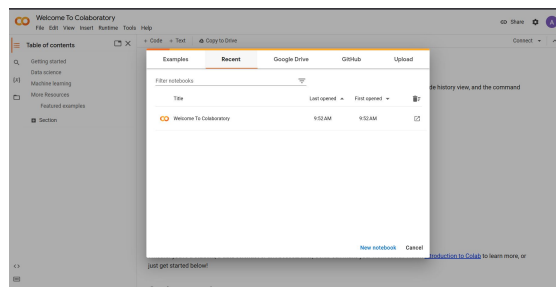 Welcome To Colaboratory
File Edit View Insert Runtime Tools Help
Share
A
+ Code + Text Copy to Drive
Connect
Table of contents
Getting started
Data science
Machine learning
More Resources
Featured examples
Section
Examples Recent Google Drive GitHub Upload
Filter notebooks
Title Last opened First opened
Welcome To Colaboratory 9:52 AM 9:52 AM
New notebook Cancel
de history view, and the command
troduction to Colab to learn more, or
just get started below!